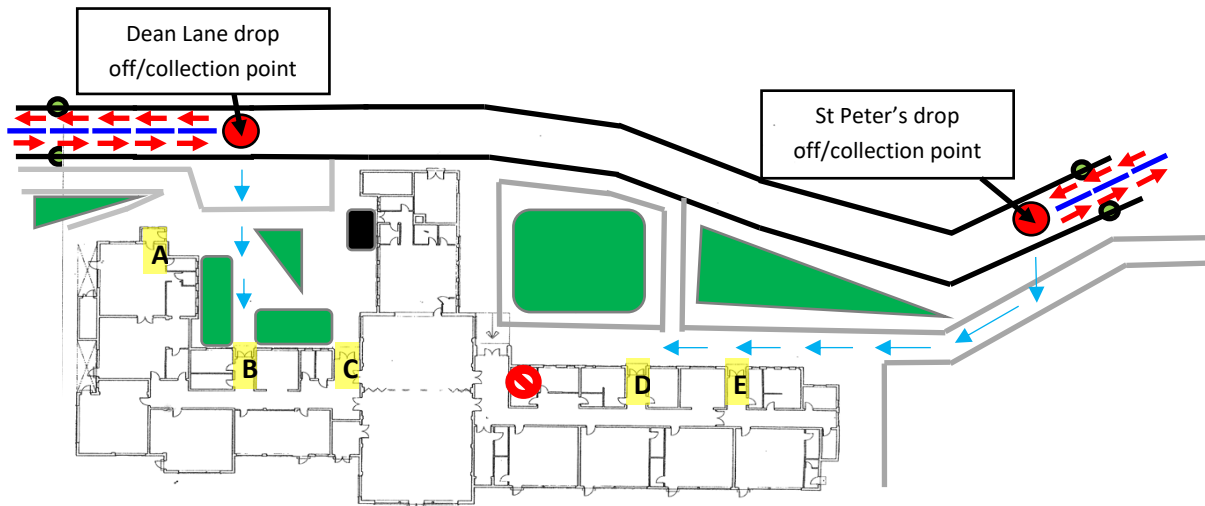 Dean Lane drop
off/collection point
St Peter’s drop
off/collection point
A
B
C
D
E